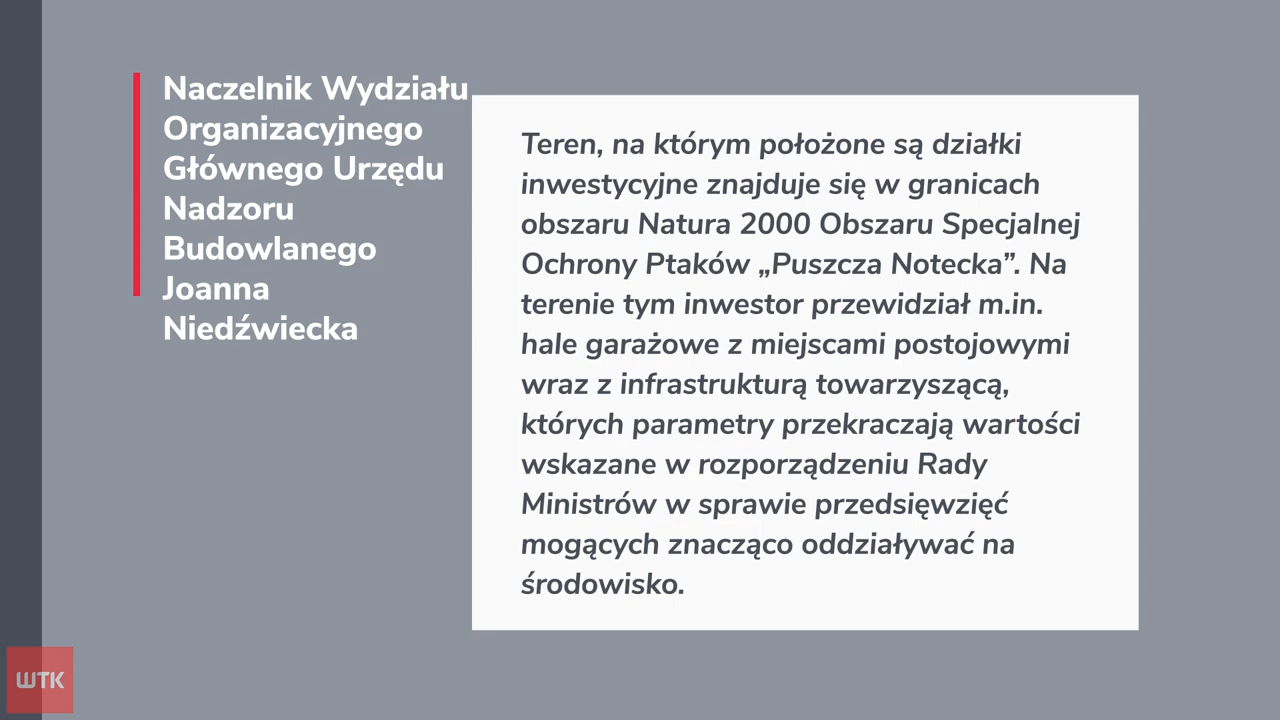 Naczelnik Wydziału
Organizacyjnego
Głównego Urzędu
Nadzoru
Budowlanego
Joanna
Niedźwiecka
Teren, na którym położone są działki
inwestycyjne znajduje się w granicach
obszaru Natura 2000 Obszaru Specjalnej
Ochrony Ptaków „Puszcza Notecka”. Na
terenie tym inwestor przewidział m.in.
hale garażowe z miejscami postojowymi
wraz z infrastrukturą towarzyszącą,
których parametry przekraczają wartości
wskazane w rozporządzeniu Rady
Ministrów w sprawie przedsięwzięć
mogących znacząco oddziaływać na
środowisko.
WTK